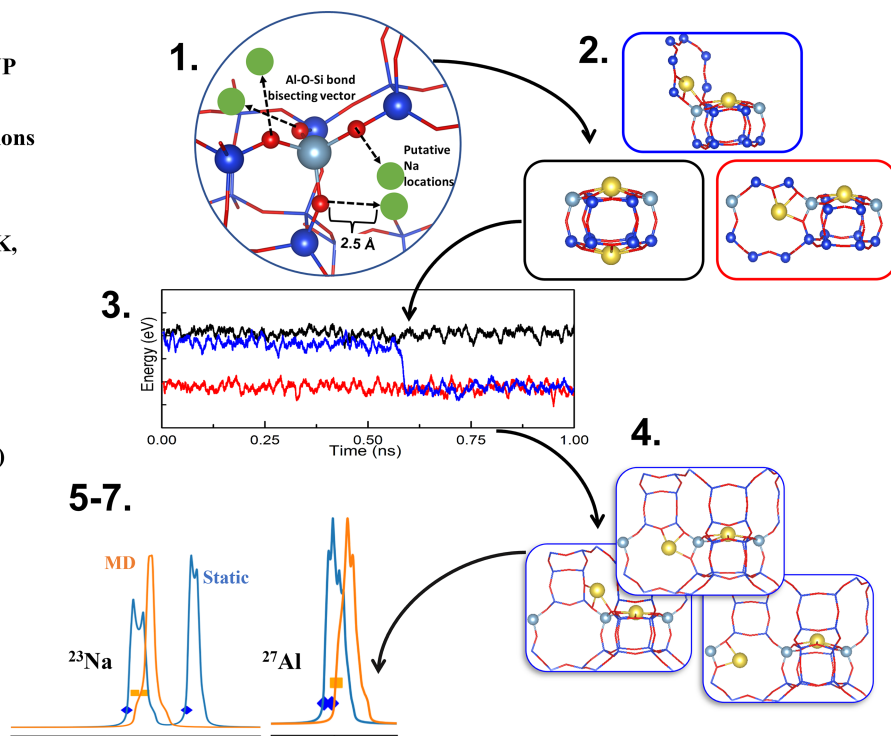 /P
ions
K,
)
1.
Al-O-Si bond
bisecting vector
Putative
Na
locations
2.5 Å
2.
3.
Energy (eV)
0.00 0.25 0.50 0.75 1.00
Time (ns)
4.
5-7.
MD
Static
²³Na
²⁷Al